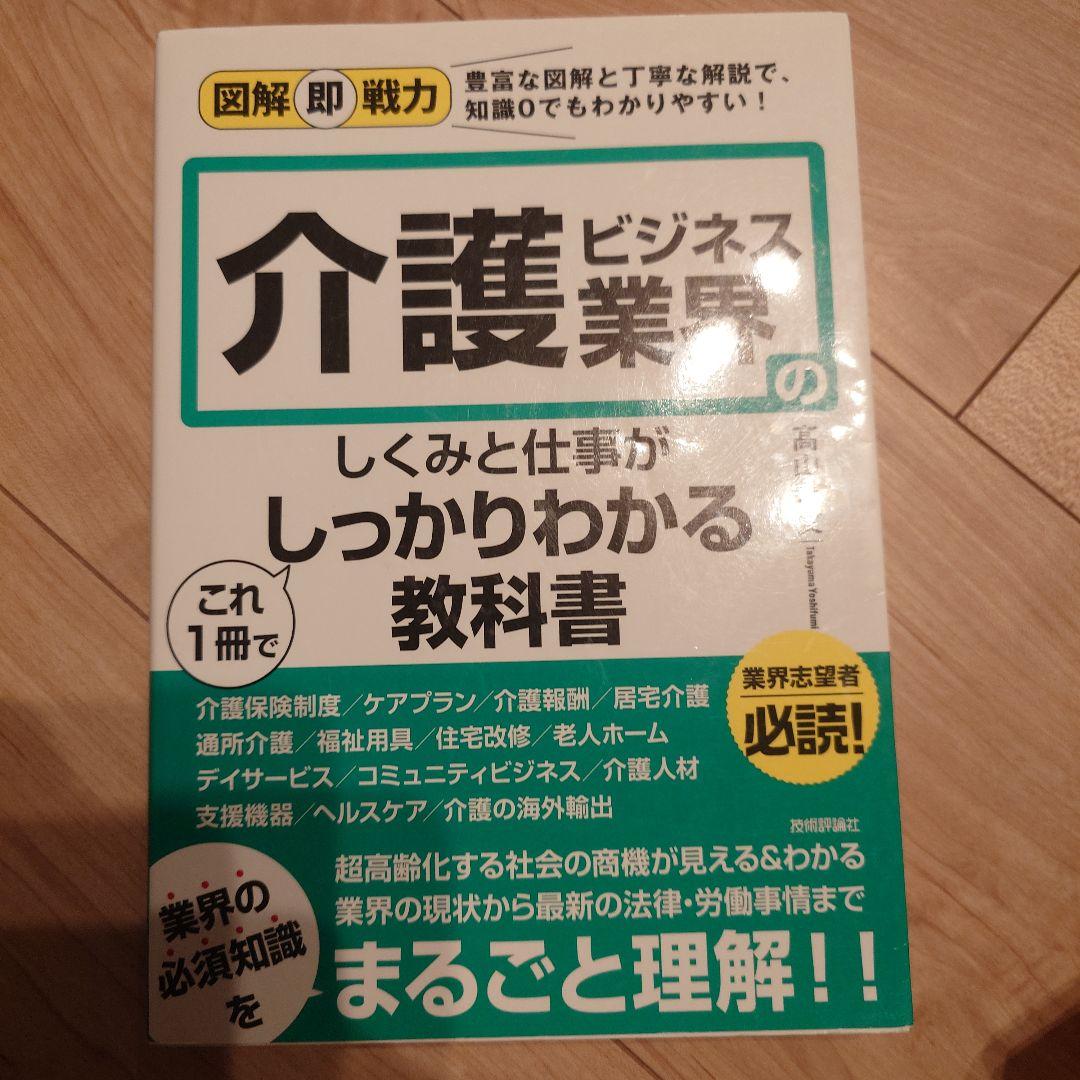 図解即戦力
豊富な図解と丁寧な解説で、
知識0でもわかりやすい！
介護ビジネス
業界の
しくみと仕事が
しっかりわかる
教科書
高山
Takayama Yoshifumi
これ
1冊で
業界志望者
必読！
介護保険制度／ケアプラン／介護報酬／居宅介護
通所介護／福祉用具／住宅改修／老人ホーム
デイサービス／コミュニティビジネス／介護人材
支援機器／ヘルスケア／介護の海外輸出
技術評論社
業界の
必須知識
を
超高齢化する社会の商機が見える&わかる
業界の現状から最新の法律・労働事情まで
まるごと理解！！